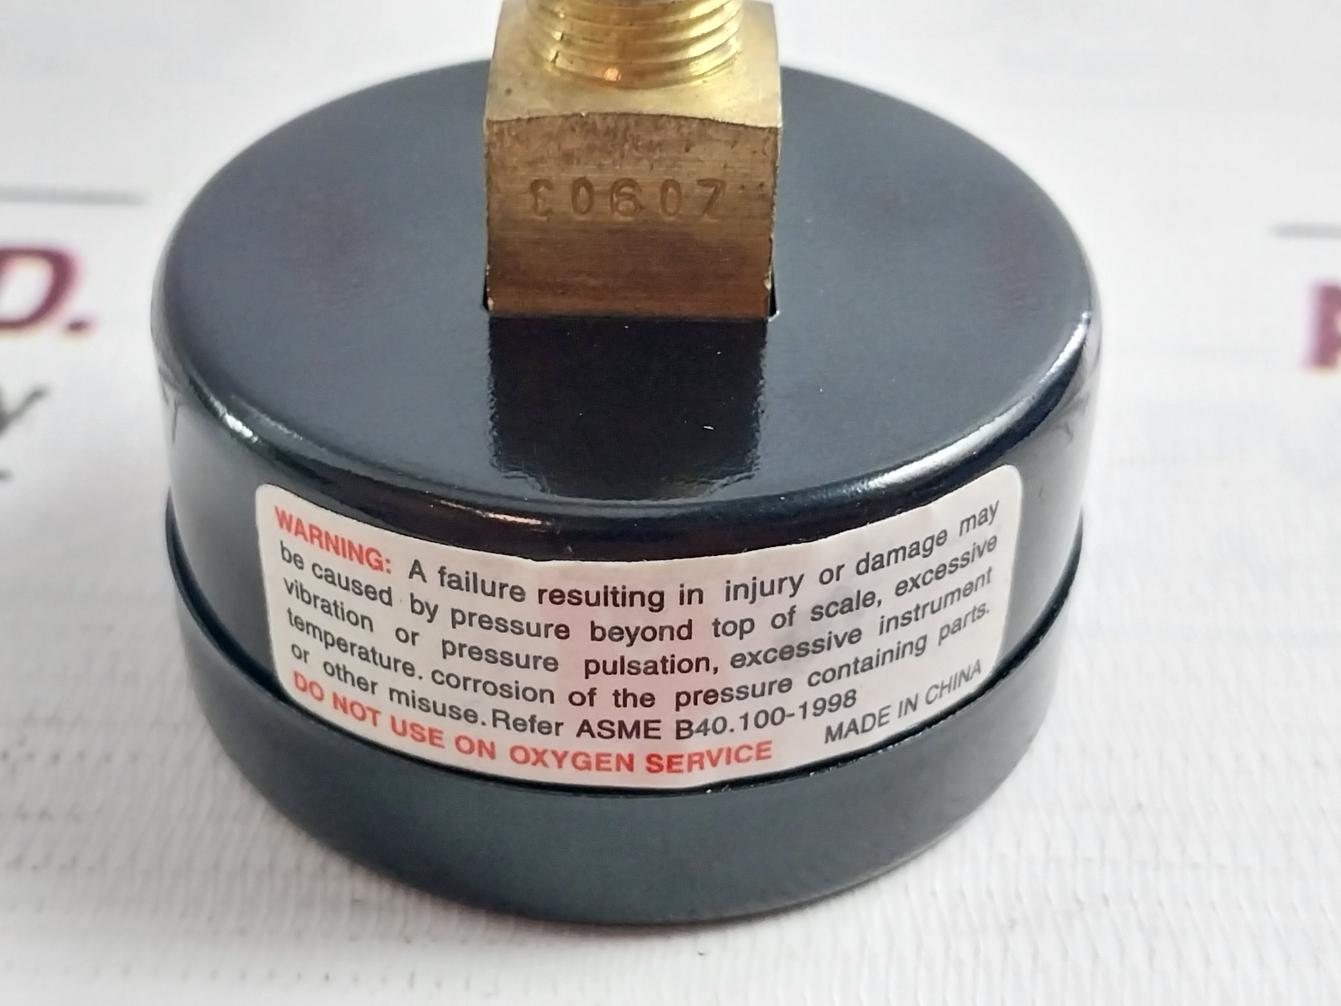 D.
E0607
WARNING: A failure resulting in injury or damage may
be caused by pressure beyond top of scale, excessive
vibration or pressure pulsation, excessive instrument
temperature. corrosion of the pressure containing parts.
or other misuse.Refer ASME B40.100-1998
DO NOT USE ON OXYGEN SERVICE MADE IN CHINA